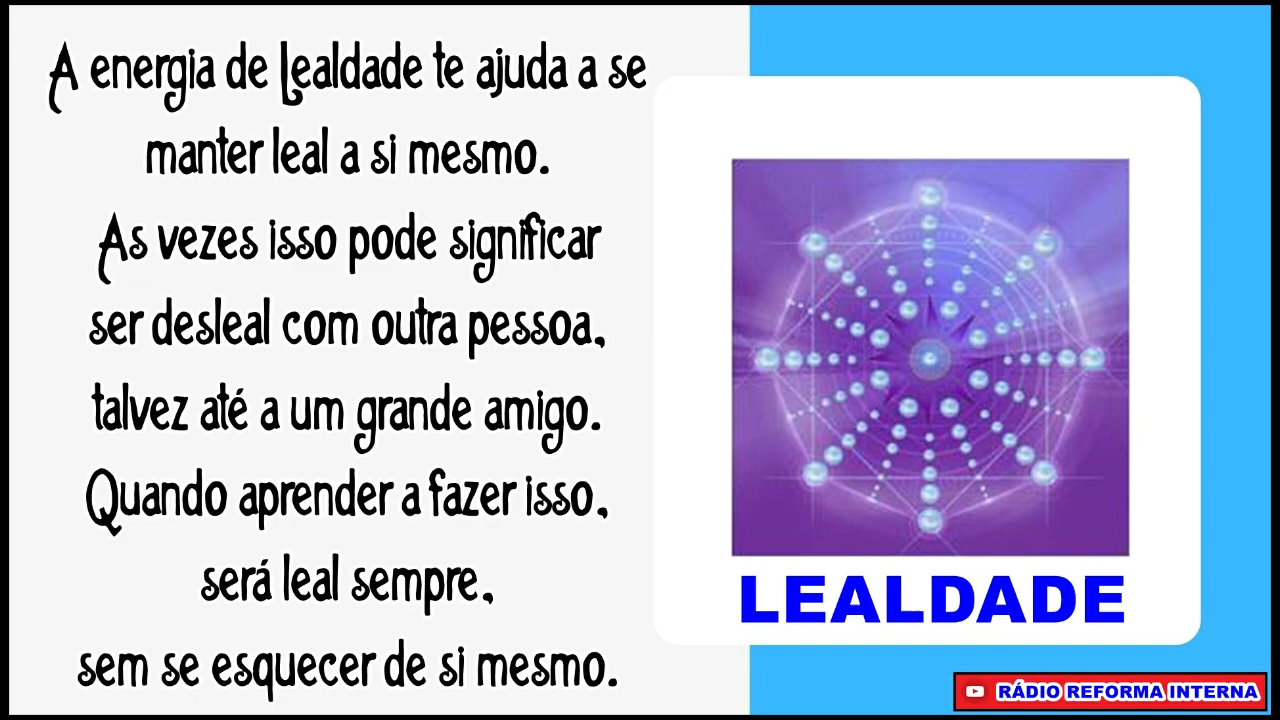 A energia de Lealdade te ajuda a se
manter leal a si mesmo.
As vezes isso pode significar
ser desleal com outra pessoa,
talvez até a um grande amigo.
Quando aprender a fazer isso,
será leal sempre,
sem se esquecer de si mesmo.
LEALDADE
RÁDIO REFORMA INTERNA